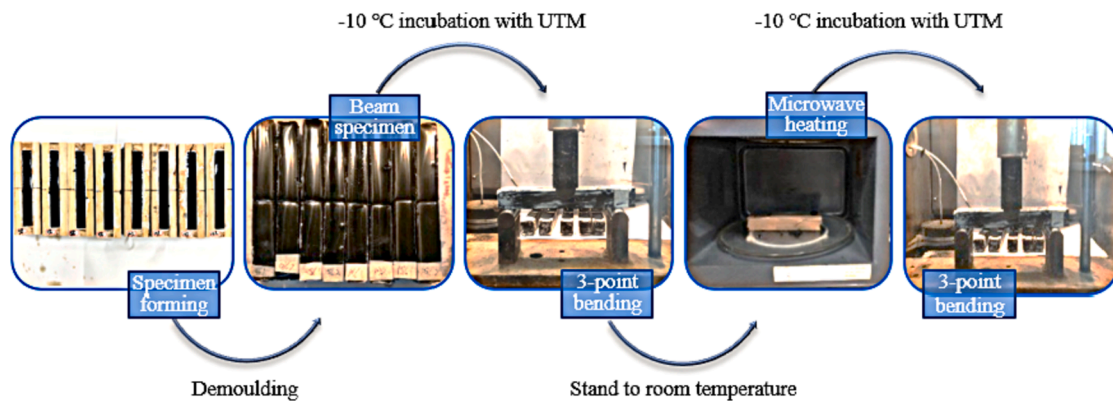 -10 °C incubation with UTM
-10 °C incubation with UTM
Beam
specimen
Microwave
heating
Specimen
forming
3-point
bending
3-point
bending
Demoulding
Stand to room temperature